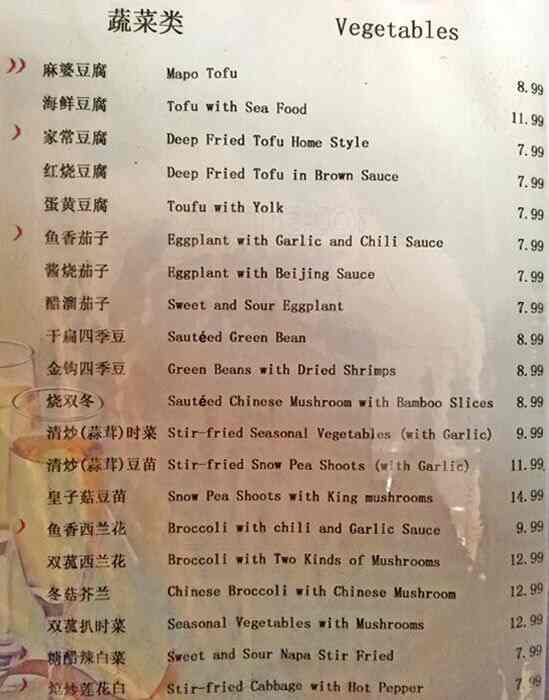 蔬菜类 Vegetables
麻婆豆腐 Mapo Tofu 8.99
海鲜豆腐 Tofu with Sea Food 11.99
家常豆腐 Deep Fried Tofu Home Style 7.99
红烧豆腐 Deep Fried Tofu in Brown Sauce 7.99
蛋黄豆腐 Toufu with Yolk 7.99
鱼香茄子 Eggplant with Garlic and Chili Sauce 7.99
酱烧茄子 Eggplant with Beijing Sauce 7.99
醋溜茄子 Sweet and Sour Eggplant 7.99
干扁四季豆 Sautéed Green Bean 8.99
金钩四季豆 Green Beans with Dried Shrimps 8.99
烧双冬 Sautéed Chinese Mushroom with Bamboo Slices 8.99
清炒(蒜茸)时菜 Stir-fried Seasonal Vegetables (with Garlic) 9.99
清炒(蒜茸)豆苗 Stir-fried Snow Pea Shoots (with Garlic) 11.99
皇子菇豆苗 Snow Pea Shoots with King mushrooms 14.99
鱼香西兰花 Broccoli with chili and Garlic Sauce 9.99
双菰西兰花 Broccoli with Two Kinds of Mushrooms 12.99
冬菇芥兰 Chinese Broccoli with Chinese Mushroom 12.99
双菰扒时菜 Seasonal Vegetables with Mushrooms 12.99
糖醋辣白菜 Sweet and Sour Napa Stir Fried 7.99
炝炒莲花白 Stir-fried Cabbage with Hot Pepper 7.99